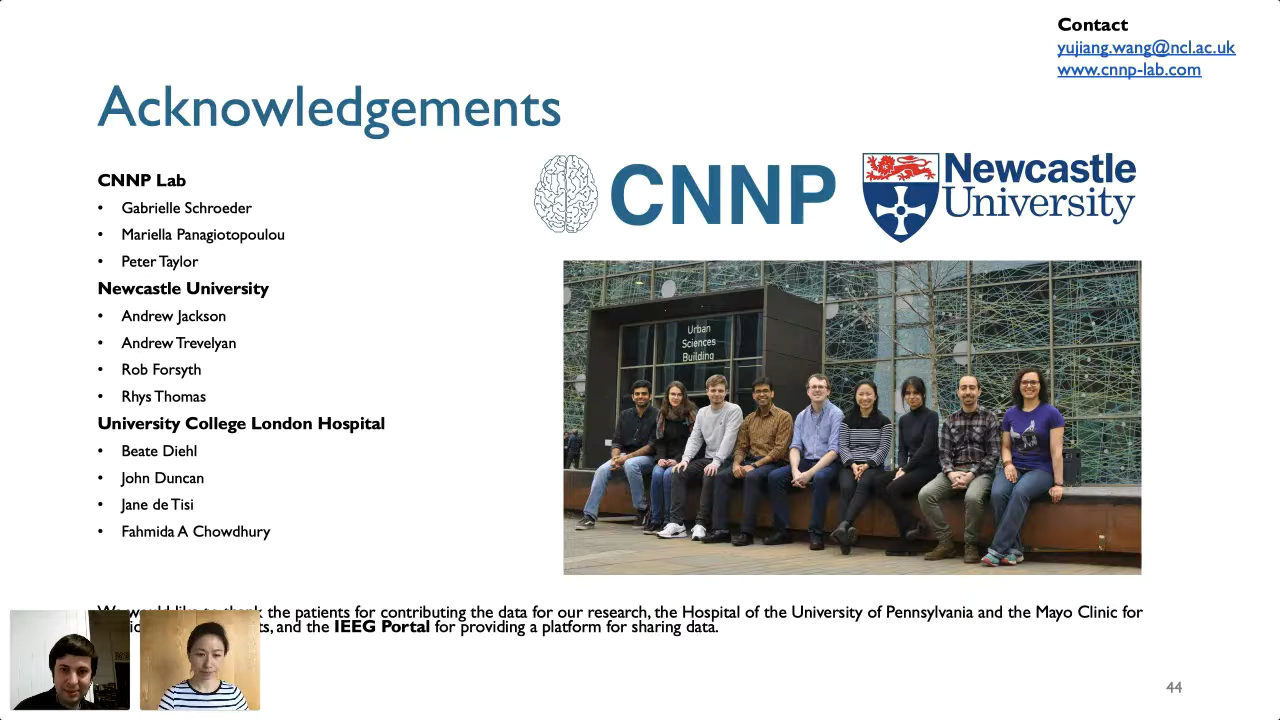 Contact
yujiang.wang@ncl.ac.uk
www.cnnp-lab.com
Acknowledgements
CNNP Lab
• Gabrielle Schroeder
• Mariella Panagiotopoulou
• Peter Taylor
Newcastle University
• Andrew Jackson
• Andrew Trevelyan
• Rob Forsyth
• Rhys Thomas
University College London Hospital
• Beate Diehl
• John Duncan
• Jane de Tisi
• Fahmida A Chowdhury
CNNP
Newcastle
University
Urban
Sciences
Building
the patients for contributing the data for our research, the Hospital of the University of Pennsylvania and the Mayo Clinic for
and the IEEG Portal for providing a platform for sharing data.
44